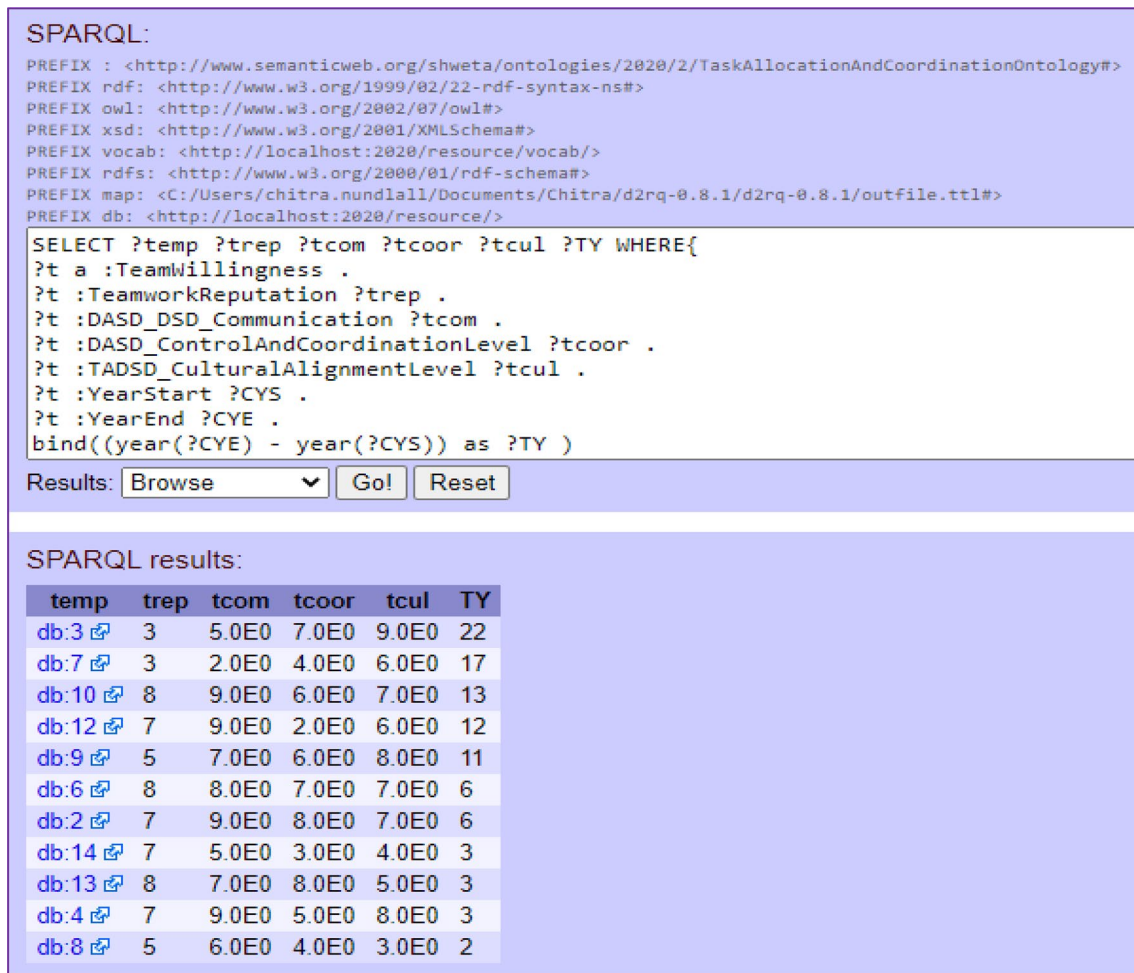 SPARQL:
PREFIX : <http://www.semanticweb.org/shweta/ontologies/2020/2/TaskAllocationAndCoordinationOntology#>
PREFIX rdf: <http://www.w3.org/1999/02/22-rdf-syntax-ns#>
PREFIX owl: <http://www.w3.org/2002/07/owl#>
PREFIX xsd: <http://www.w3.org/2001/XMLSchema#>
PREFIX vocab: <http://localhost:2020/resource/vocab/>
PREFIX rdfs: <http://www.w3.org/2000/01/rdf-schema#>
PREFIX map: <C:/Users/chitra.nundlall/Documents/Chitra/d2rq-0.8.1/d2rq-0.8.1/outfile.ttl#>
PREFIX db: <http://localhost:2020/resource/>
SELECT ?temp ?trep ?tcom ?tcoor ?tcul ?TY WHERE{
?t a :TeamWillingness .
?t :TeamworkReputation ?trep .
?t :DASD_DSD_Communication ?tcom .
?t :DASD_ControlAndCoordinationLevel ?tcoor .
?t :TADSD_CulturalAlignmentLevel ?tcul .
?t :YearStart ?CYS .
?t :YearEnd ?CYE .
bind((year(?CYE) - year(?CYS)) as ?TY )
Results: Browse Go! Reset
SPARQL results:
temp trep tcom tcoor tcul TY
db:3 3 5.0E0 7.0E0 9.0E0 22
db:7 3 2.0E0 4.0E0 6.0E0 17
db:10 8 9.0E0 6.0E0 7.0E0 13
db:12 7 9.0E0 2.0E0 6.0E0 12
db:9 5 7.0E0 6.0E0 8.0E0 11
db:6 8 8.0E0 7.0E0 7.0E0 6
db:2 7 9.0E0 8.0E0 7.0E0 6
db:14 7 5.0E0 3.0E0 4.0E0 3
db:13 8 7.0E0 8.0E0 5.0E0 3
db:4 7 9.0E0 5.0E0 8.0E0 3
db:8 5 6.0E0 4.0E0 3.0E0 2